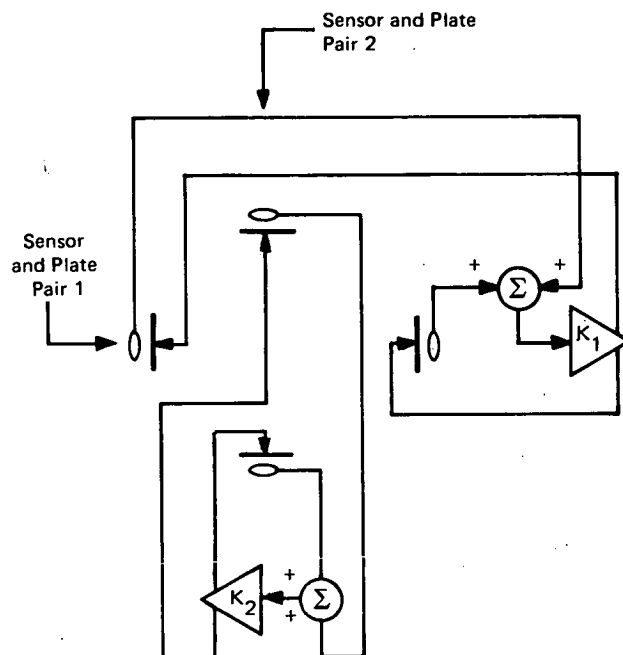 Sensor and Plate
Pair 2
Sensor
and Plate
Pair 1
+
+
Σ
K1
+
K2
+
Σ